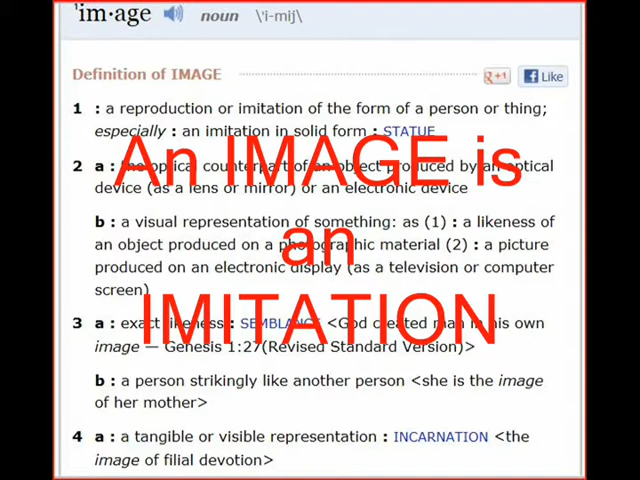 'im·age noun \'i-mij\
Definition of IMAGE g+1 f Like
1 : a reproduction or imitation of the form of a person or thing;
especially : an imitation in solid form : STATUE
An IMAGE is
2 a : the optical counterpart of an object produced by an optical
device (as a lens or mirror) or an electronic device
b : a visual representation of something: as (1) : a likeness of
an object produced on a photographic material (2) : a picture
an
produced on an electronic display (as a television or computer
screen)
IMITATION
3 a : exact likeness : SEMBLANCE <God created man in his own
image — Genesis 1:27(Revised Standard Version)>
b : a person strikingly like another person <she is the image
of her mother>
4 a : a tangible or visible representation : INCARNATION <the
image of filial devotion>